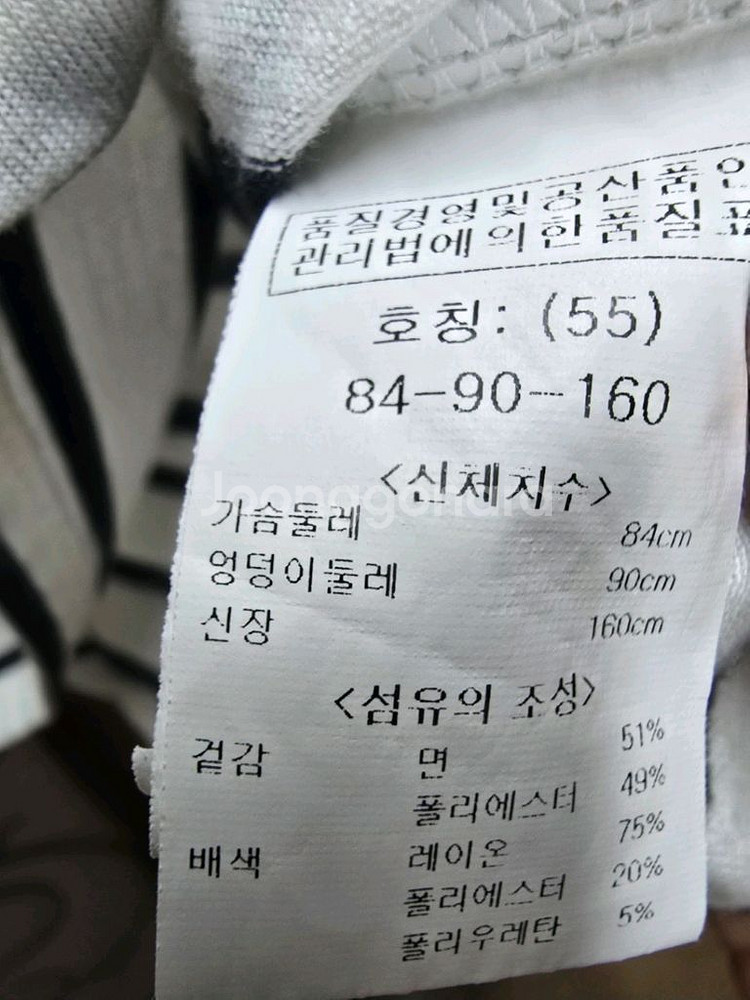 품질경영및공산품안
관리법에의한품질표
호칭: (55)
84-90-160
<신체치수>
Joonggonara
가슴둘레 84cm
엉덩이둘레 90cm
신장 160cm
<섬유의 조성>
겉감 면 51%
폴리에스터 49%
배색 레이온 75%
폴리에스터 20%
폴리우레탄 5%